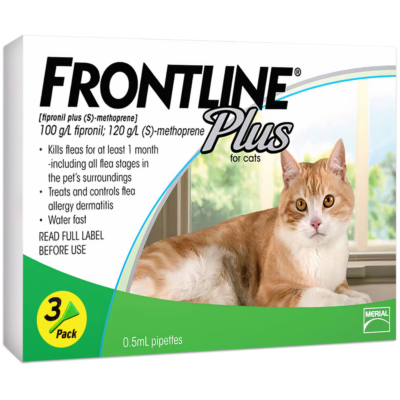 FRONTLINE®
Plus
for cats
[fipronil plus (S)-methoprene]
100 g/L fipronil; 120 g/L (S)-methoprene
• Kills fleas for at least 1 month
-including all flea stages in
the pet's surroundings
• Treats and controls flea
allergy dermatitis
• Water fast
READ FULL LABEL
BEFORE USE
3
Pack
0.5mL pipettes
MERIAL